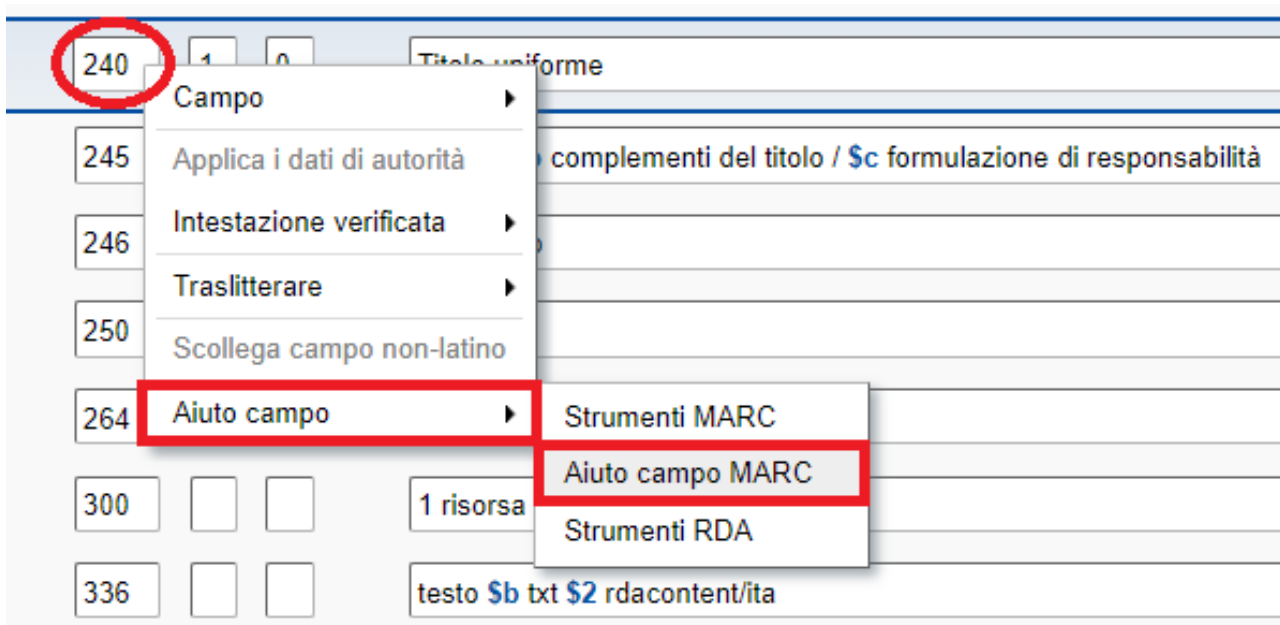 240 1 0 Titolo uniforme
Campo
245 complementi del titolo / $c formulazione di responsabilità
Applica i dati di autorità
Intestazione verificata
246
Traslitterare
250
Scollega campo non-latino
264 Aiuto campo
Strumenti MARC
Aiuto campo MARC
300 1 risorsa
Strumenti RDA
336 testo $b txt $2 rdacontent/ita